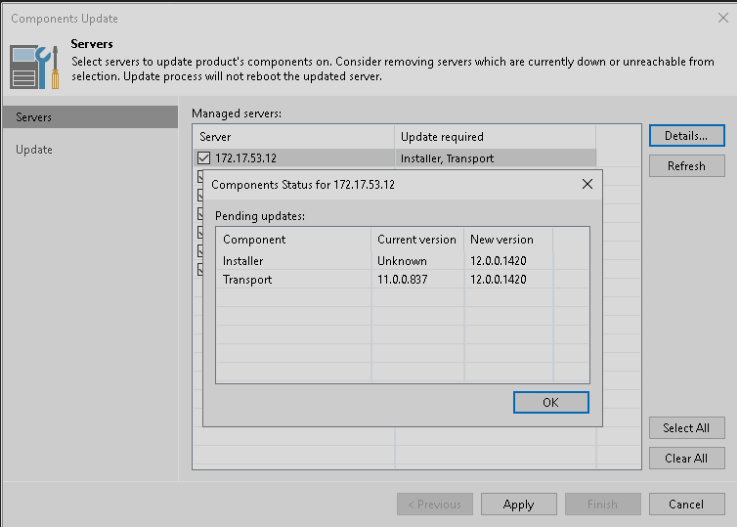 Components Update
Servers
Select servers to update product's components on. Consider removing servers which are currently down or unreachable from
selection. Update process will not reboot the updated server.
Servers
Update
Managed servers:
Server Update required
172.17.53.12 Installer, Transport
Details...
Refresh
Components Status for 172.17.53.12
Pending updates:
Component Current version New version
Installer Unknown 12.0.0.1420
Transport 11.0.0.837 12.0.0.1420
OK
Select All
Clear All
< Previous Apply Finish Cancel